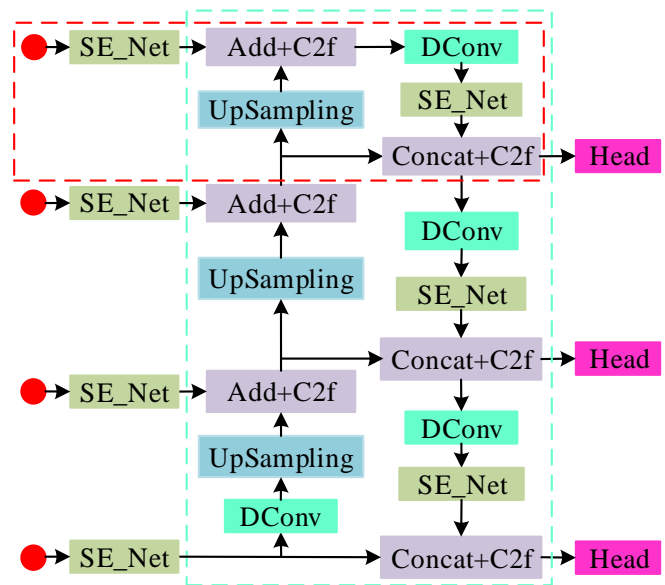 SE_Net Add+C2f DConv
UpSampling SE_Net
Concat+C2f Head
SE_Net Add+C2f
DConv
UpSampling
SE_Net
Concat+C2f Head
SE_Net Add+C2f
DConv
UpSampling
SE_Net
DConv
SE_Net Concat+C2f Head